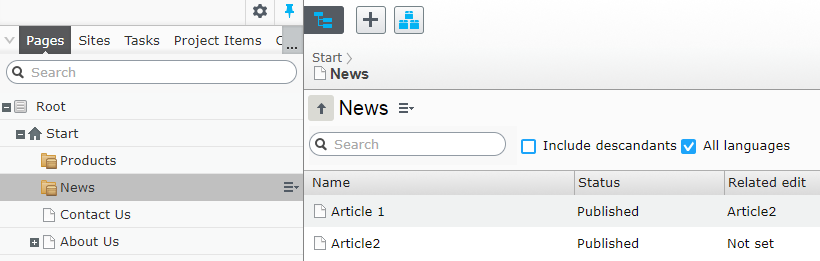 Pages Sites Tasks Project Items ...
Search
Root
Start
Products
News
Contact Us
About Us
Start
News
News
Search
Include descandants All languages
Name Status Related edit
Article 1 Published Article2
Article2 Published Not set